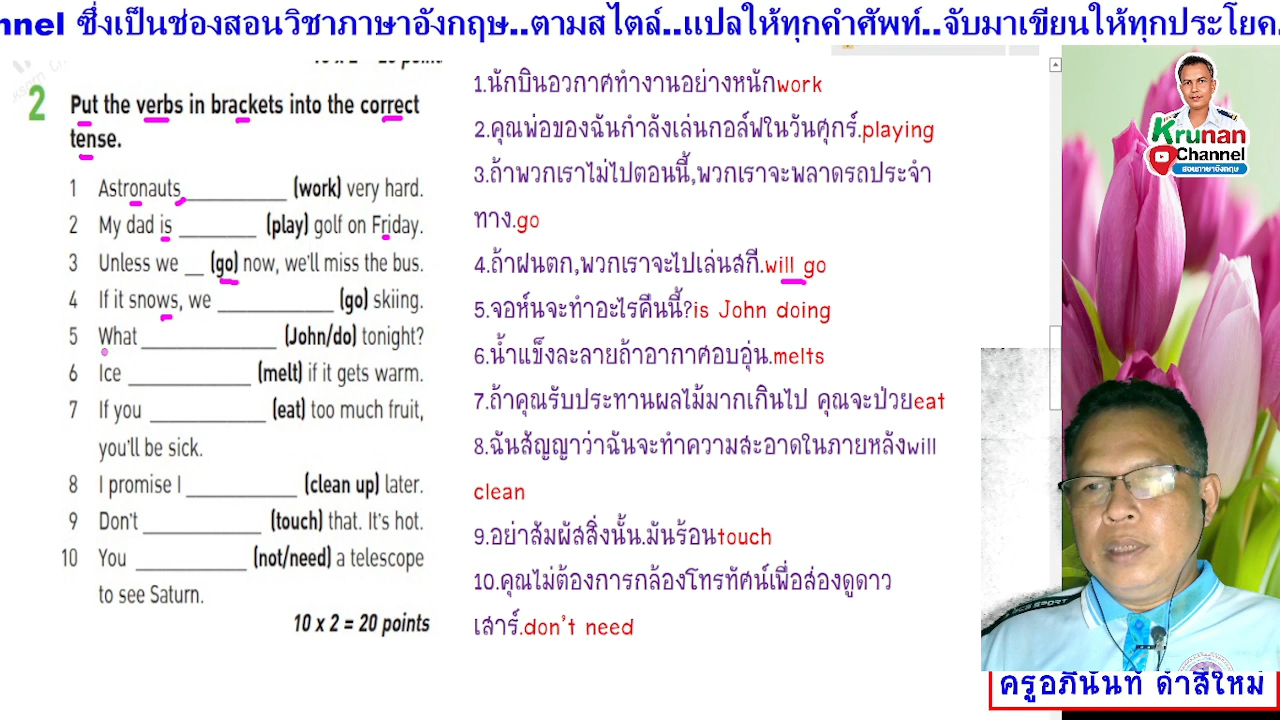 nnel ซึ่งเป็นช่องสอนวิชาภาษาอังกฤษ..ตามสไตล์..แปลให้ทุกคำศัพท์..จับมาเขียนให้ทุกประโยค.
2 Put the verbs in brackets into the correct
tense.
1 Astronauts ____________ (work) very hard.
2 My dad is _________ (play) golf on Friday.
3 Unless we __ (go) now, we'll miss the bus.
4 If it snows, we ____________ (go) skiing.
5 What ______________ (John/do) tonight?
6 Ice _____________ (melt) if it gets warm.
7 If you ____________ (eat) too much fruit,
you'll be sick.
8 I promise I ____________ (clean up) later.
9 Don't _____________ (touch) that. It's hot.
10 You ____________ (not/need) a telescope
to see Saturn.
10 x 2 = 20 points
1.นักบินอวกาศทำงานอย่างหนักwork
2.คุณพ่อของฉันกำลังเล่นกอล์ฟในวันศุกร์.playing
3.ถ้าพวกเราไม่ไปตอนนี้,พวกเราจะพลาดรถประจำ
ทาง.go
4.ถ้าฝนตก,พวกเราจะไปเล่นสกี.will go
5.จอห์นจะทำอะไรคืนนี้?is John doing
6.น้ำแข็งละลายถ้าอากาศอบอุ่น.melts
7.ถ้าคุณรับประทานผลไม้มากเกินไป คุณจะป่วยeat
8.ฉันสัญญาว่าฉันจะทำความสะอาดในภายหลังwill
clean
9.อย่าสัมผัสสิ่งนั้น.มันร้อนtouch
10.คุณไม่ต้องการกล้องโทรทัศน์เพื่อส่องดูดาว
เสาร์.don't need
Krunan
Channel
สอนภาษาอังกฤษ
ครูอภินันท์ ดำสีใหม่